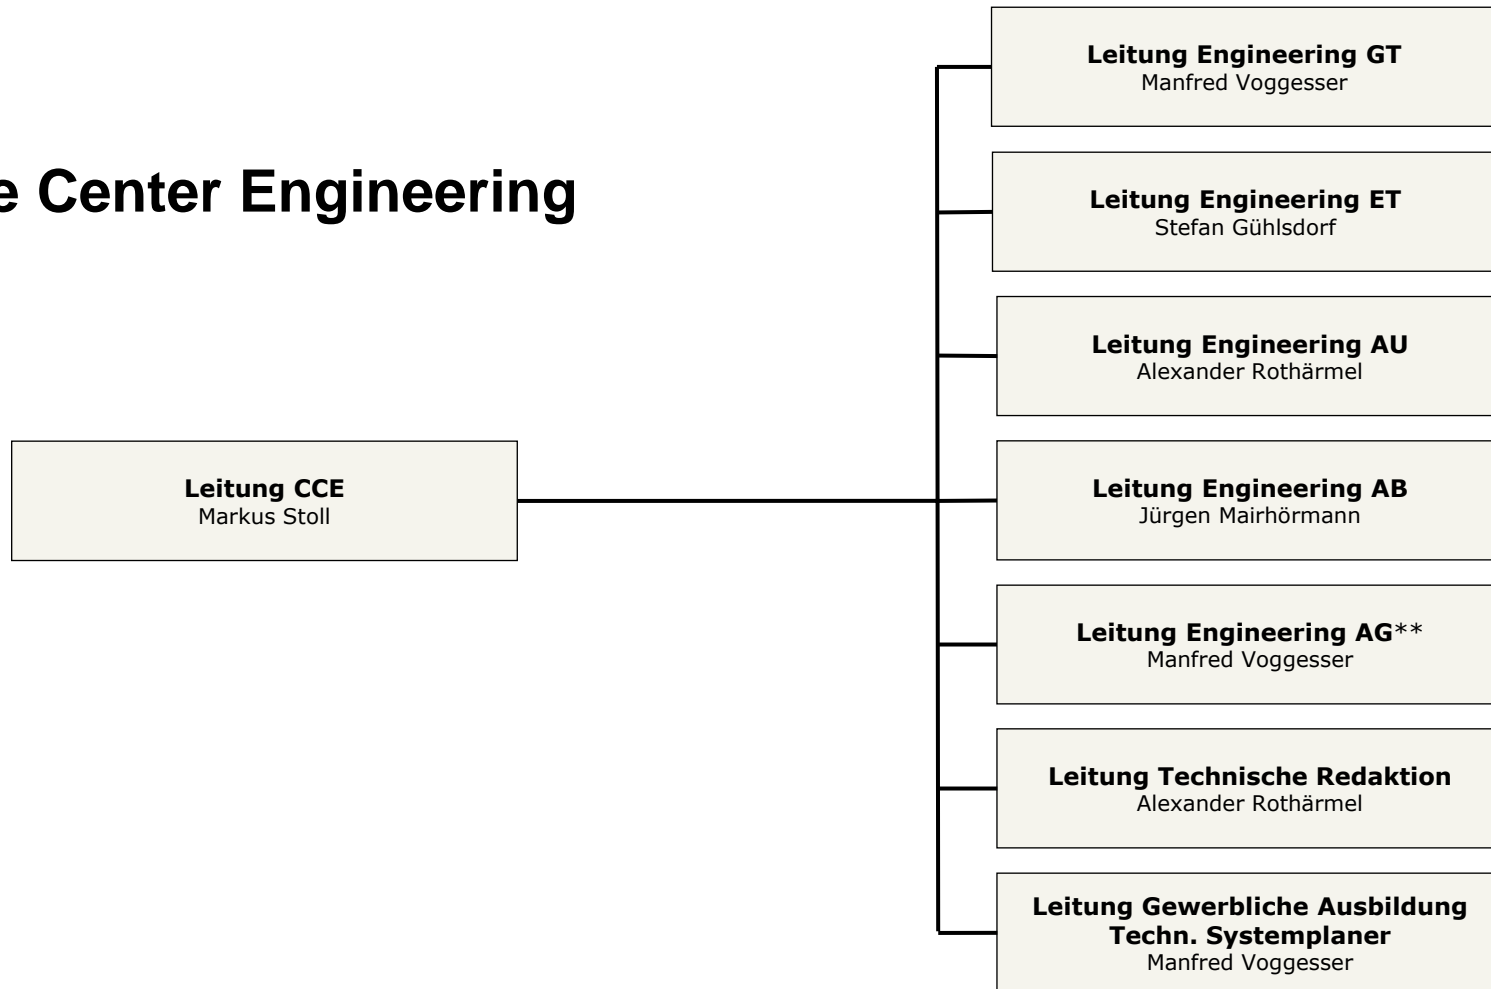 e Center Engineering
Leitung CCE
Markus Stoll
Leitung Engineering GT
Manfred Voggesser
Leitung Engineering ET
Stefan Gühlsdorf
Leitung Engineering AU
Alexander Rothärmel
Leitung Engineering AB
Jürgen Mairhörmann
Leitung Engineering AG**
Manfred Voggesser
Leitung Technische Redaktion
Alexander Rothärmel
Leitung Gewerbliche Ausbildung
Techn. Systemplaner
Manfred Voggesser